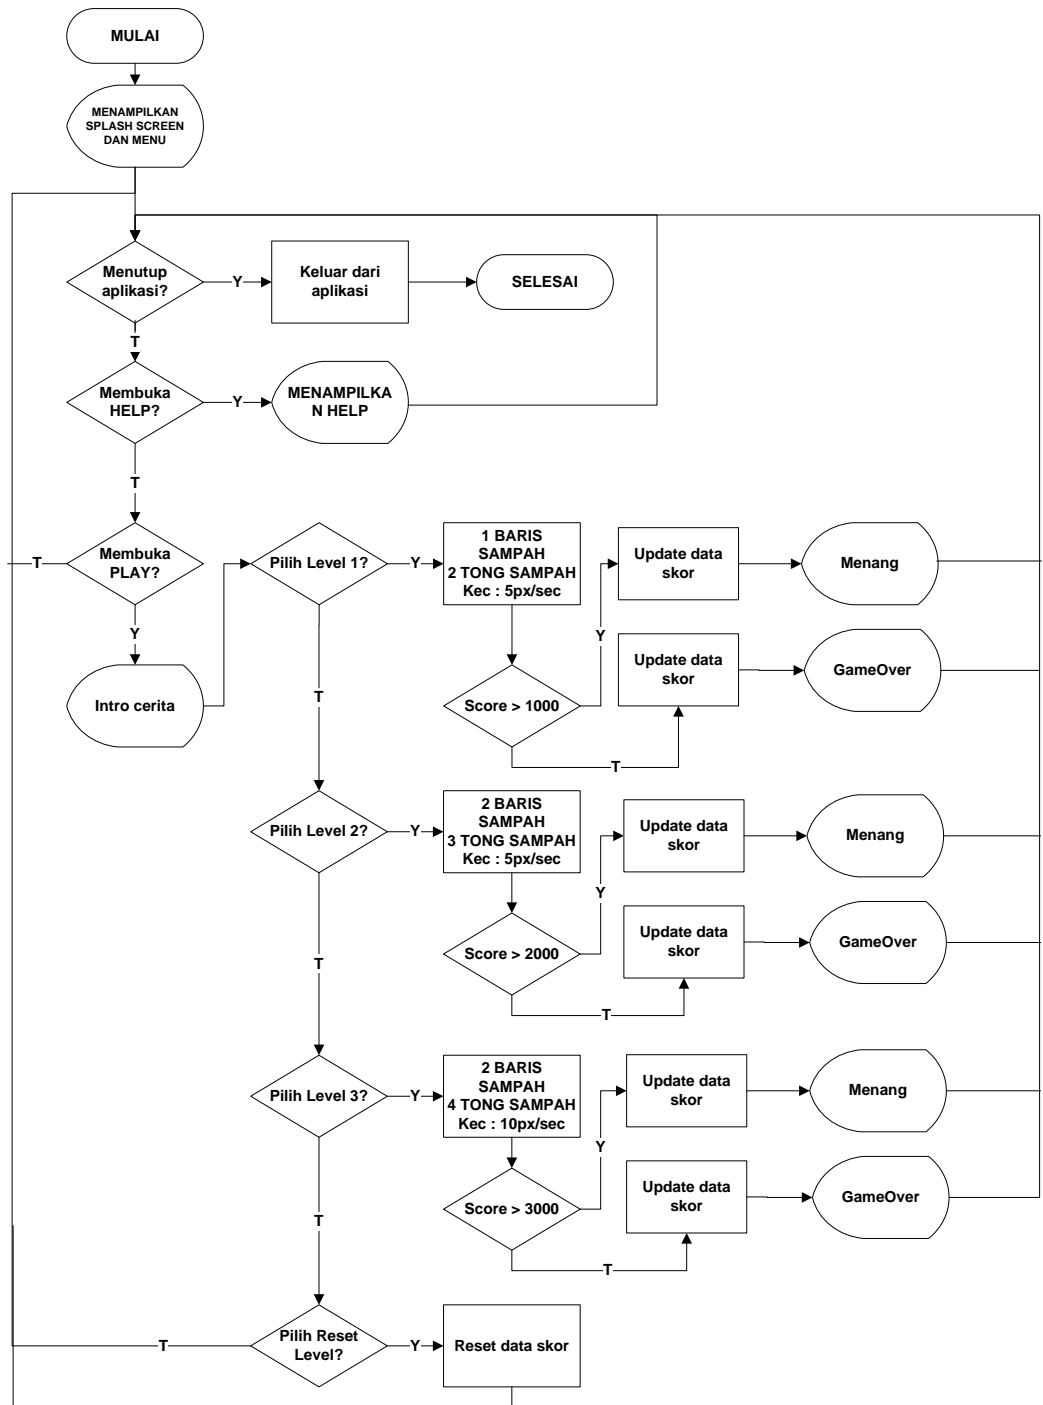 MULAI
MENAMPILKAN
SPLASH SCREEN
DAN MENU
Menutup
aplikasi?
Y
Keluar dari
aplikasi
SELESAI
T
Membuka
HELP?
Y
MENAMPILKA
N HELP
T
T
Membuka
PLAY?
Y
Intro cerita
Pilih Level 1?
Y
1 BARIS
SAMPAH
2 TONG SAMPAH
Kec : 5px/sec
Score > 1000
Y
Update data
skor
Menang
T
Update data
skor
GameOver
T
Pilih Level 2?
Y
2 BARIS
SAMPAH
3 TONG SAMPAH
Kec : 5px/sec
Score > 2000
Y
Update data
skor
Menang
T
Update data
skor
GameOver
T
Pilih Level 3?
Y
2 BARIS
SAMPAH
4 TONG SAMPAH
Kec : 10px/sec
Score > 3000
Y
Update data
skor
Menang
T
Update data
skor
GameOver
T
T
Pilih Reset
Level?
Y
Reset data skor